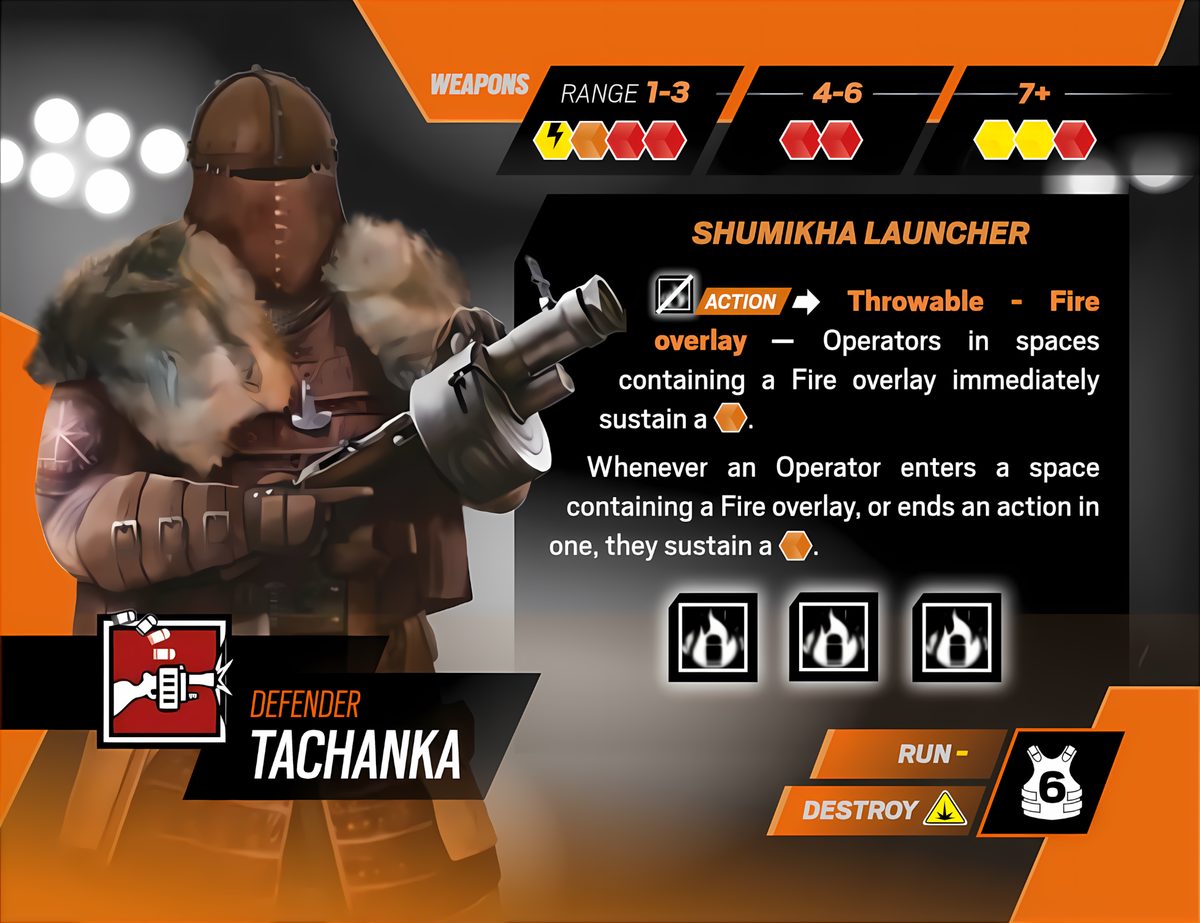 WEAPONS
RANGE 1-3
4-6
7+
SHUMIKHA LAUNCHER
ACTION Throwable - Fire
overlay — Operators in spaces
containing a Fire overlay immediately
sustain a .
Whenever an Operator enters a space
containing a Fire overlay, or ends an action in
one, they sustain a .
DEFENDER
TACHANKA
RUN -
DESTROY
6